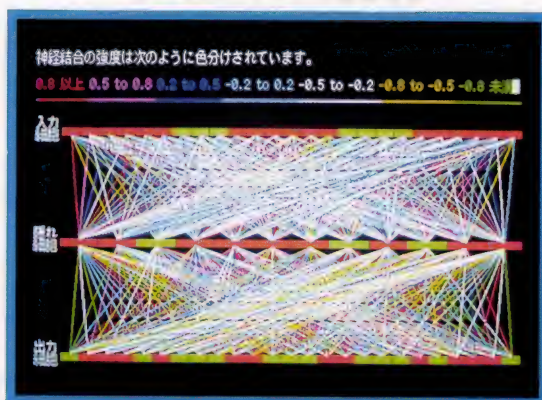 神経結合の強度は次のように色分けされています。
0.8 以上 0.5 to 0.8 0.2 to 0.5 -0.2 to 0.2 -0.5 to -0.2 -0.8 to -0.5 -0.8 未満
入力
隠れ
出力